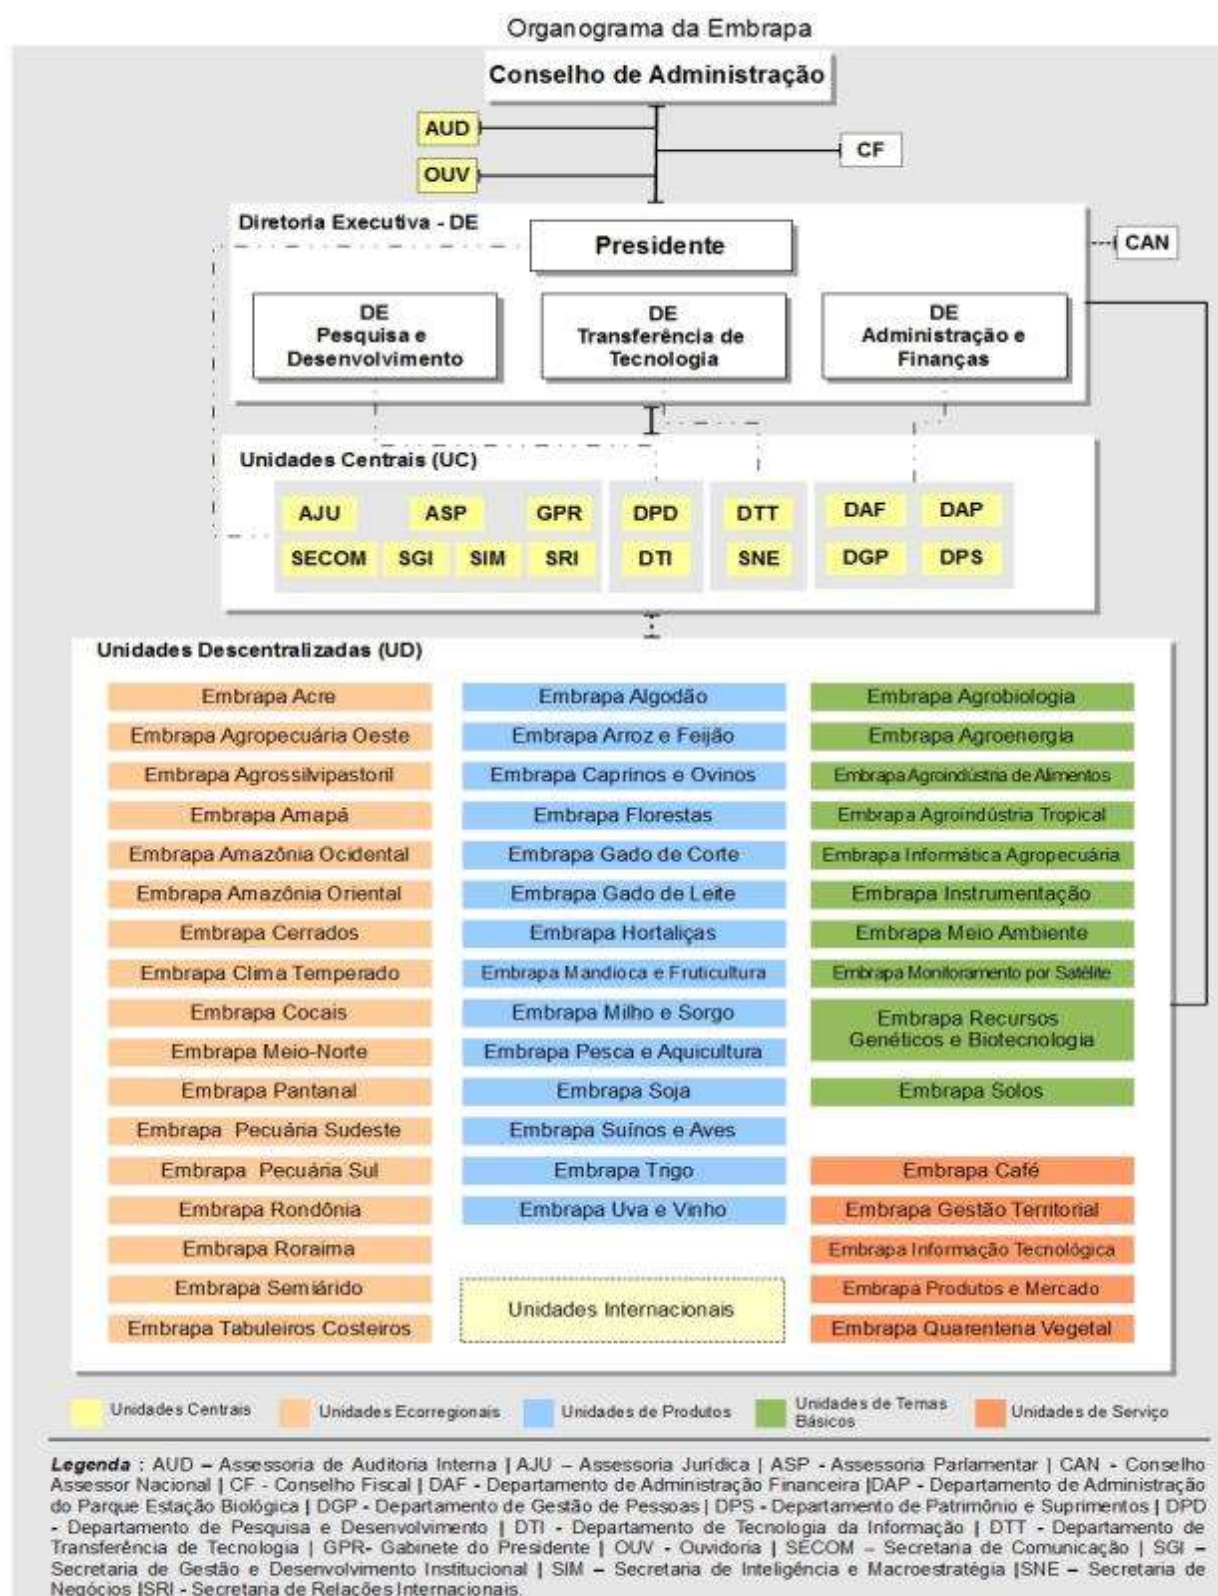 Organograma da Embrapa
Conselho de Administração
AUD
CF
OUV
Diretoria Executiva - DE
Presidente
CAN
DE
Pesquisa e
Desenvolvimento
DE
Transferência de
Tecnologia
DE
Administração e
Finanças
Unidades Centrais (UC)
AJU
ASP
GPR
DPD
DTT
DAF
DAP
SECOM
SGI
SIM
SRI
DTI
SNE
DGP
DPS
Unidades Descentralizadas (UD)
Embrapa Acre
Embrapa Agropecuária Oeste
Embrapa Agrossilvipastoril
Embrapa Amapá
Embrapa Amazônia Ocidental
Embrapa Amazônia Oriental
Embrapa Cerrados
Embrapa Clima Temperado
Embrapa Cocais
Embrapa Meio-Norte
Embrapa Pantanal
Embrapa Pecuária Sudeste
Embrapa Pecuária Sul
Embrapa Rondônia
Embrapa Roraima
Embrapa Semiárido
Embrapa Tabuleiros Costeiros
Embrapa Algodão
Embrapa Arroz e Feijão
Embrapa Caprinos e Ovinos
Embrapa Florestas
Embrapa Gado de Corte
Embrapa Gado de Leite
Embrapa Hortaliças
Embrapa Mandioca e Fruticultura
Embrapa Milho e Sorgo
Embrapa Pesca e Aquicultura
Embrapa Soja
Embrapa Suínos e Aves
Embrapa Trigo
Embrapa Uva e Vinho
Unidades Internacionais
Embrapa Agrobiologia
Embrapa Agroenergia
Embrapa Agroindústria de Alimentos
Embrapa Agroindústria Tropical
Embrapa Informática Agropecuária
Embrapa Instrumentação
Embrapa Meio Ambiente
Embrapa Monitoramento por Satélite
Embrapa Recursos
Genéticos e Biotecnologia
Embrapa Solos
Embrapa Café
Embrapa Gestão Territorial
Embrapa Informação Tecnológica
Embrapa Produtos e Mercado
Embrapa Quarentena Vegetal
Unidades Centrais
Unidades Ecorregionais
Unidades de Produtos
Unidades de Temas
Básicos
Unidades de Serviço
Legenda : AUD – Assessoria de Auditoria Interna | AJU – Assessoria Jurídica | ASP - Assessoria Parlamentar | CAN - Conselho
Assessor Nacional | CF - Conselho Fiscal | DAF - Departamento de Administração Financeira |DAP - Departamento de Administração
do Parque Estação Biológica | DGP - Departamento de Gestão de Pessoas | DPS - Departamento de Patrimônio e Suprimentos | DPD
- Departamento de Pesquisa e Desenvolvimento | DTI - Departamento de Tecnologia da Informação | DTT - Departamento de
Transferência de Tecnologia | GPR- Gabinete do Presidente | OUV - Ouvidoria | SECOM – Secretaria de Comunicação | SGI –
Secretaria de Gestão e Desenvolvimento Institucional | SIM – Secretaria de Inteligência e Macroestratégia |SNE – Secretaria de
Negócios |SRI - Secretaria de Relações Internacionais.